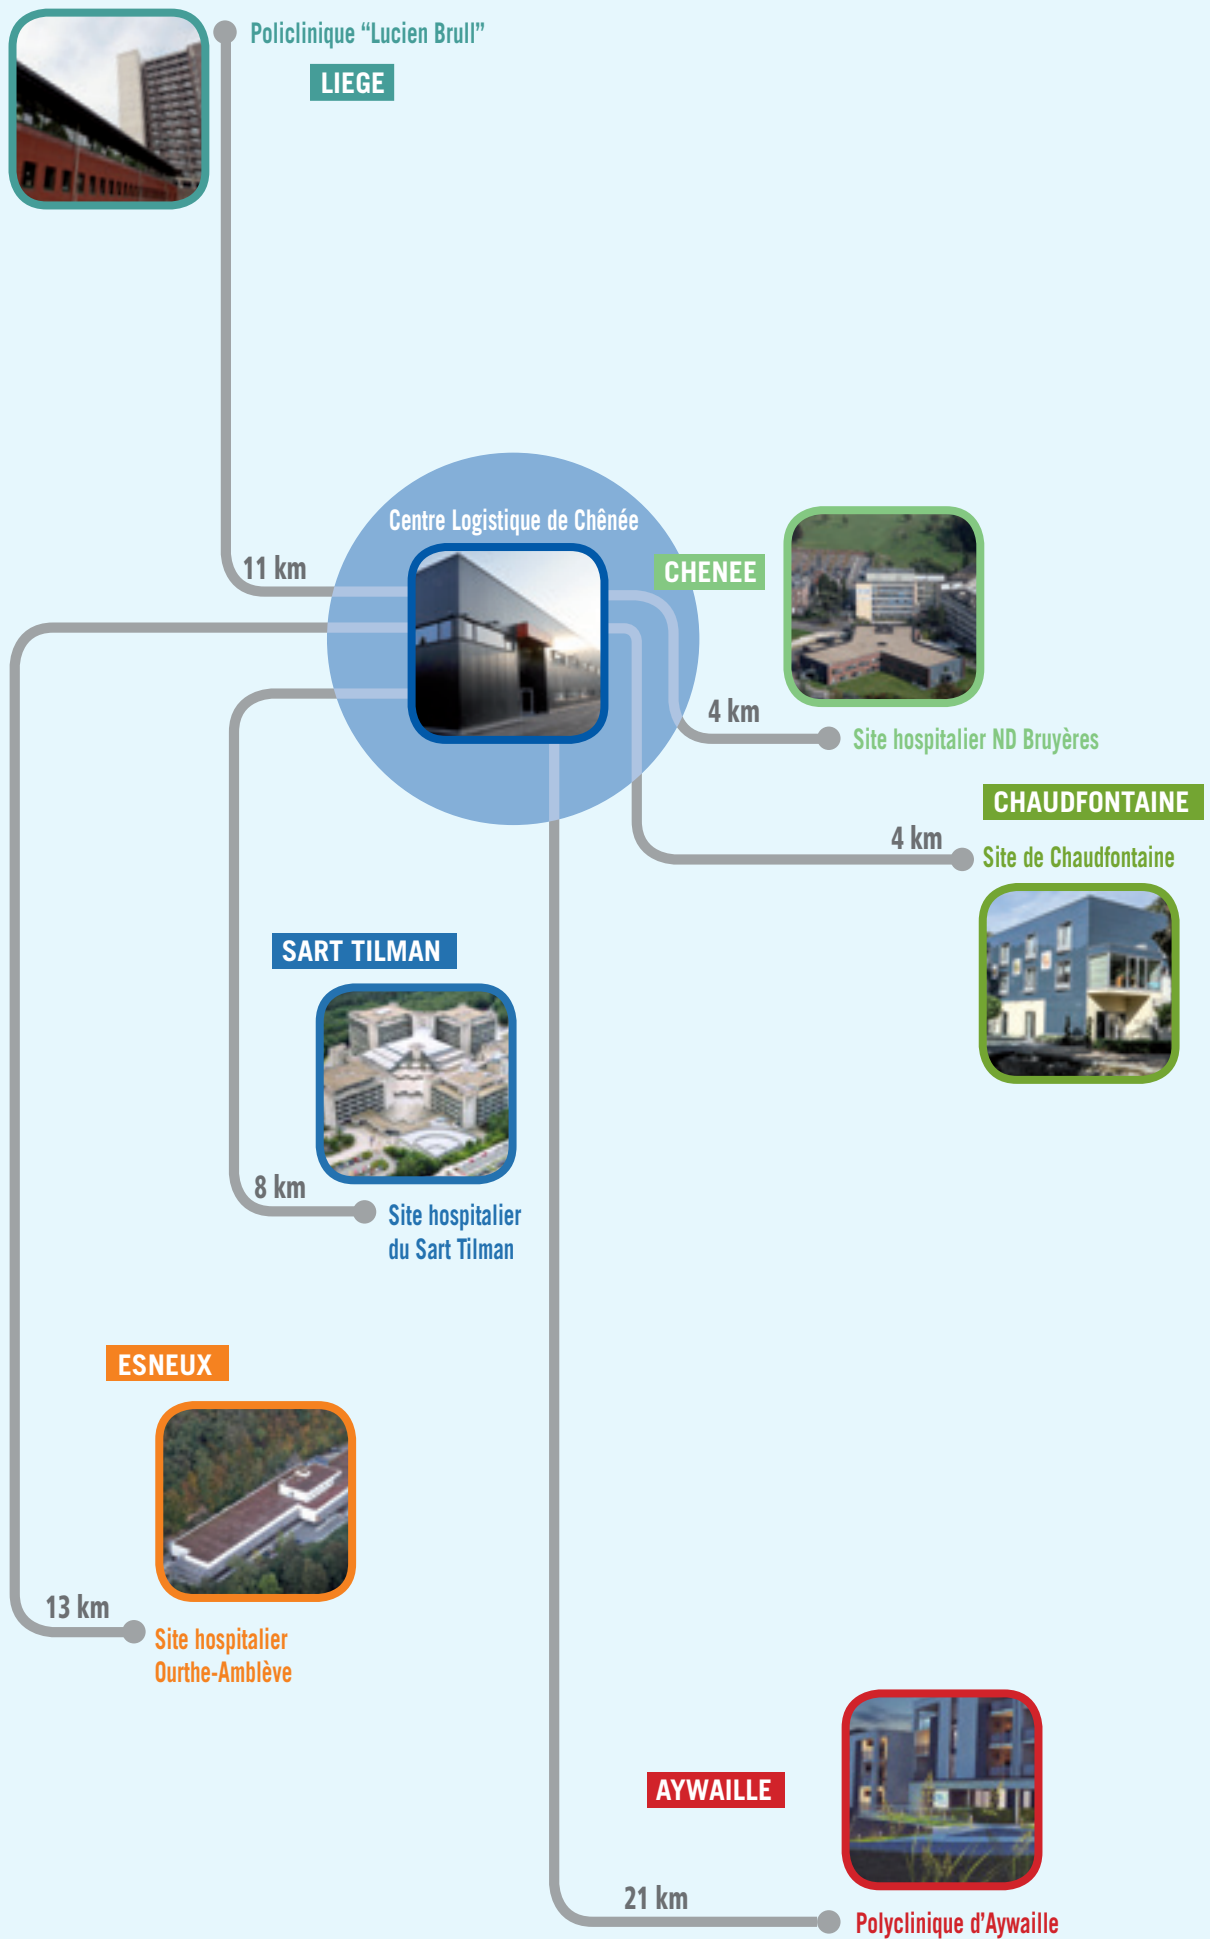 Policlinique “Lucien Brull”
LIEGE
Centre Logistique de Chênée
11 km
CHENEE
4 km
Site hospitalier ND Bruyères
CHAUDFONTAINE
4 km
Site de Chaudfontaine
SART TILMAN
8 km
Site hospitalier
du Sart Tilman
ESNEUX
13 km
Site hospitalier
Ourthe-Amblève
AYWAILLE
21 km
Polyclinique d’Aywaille